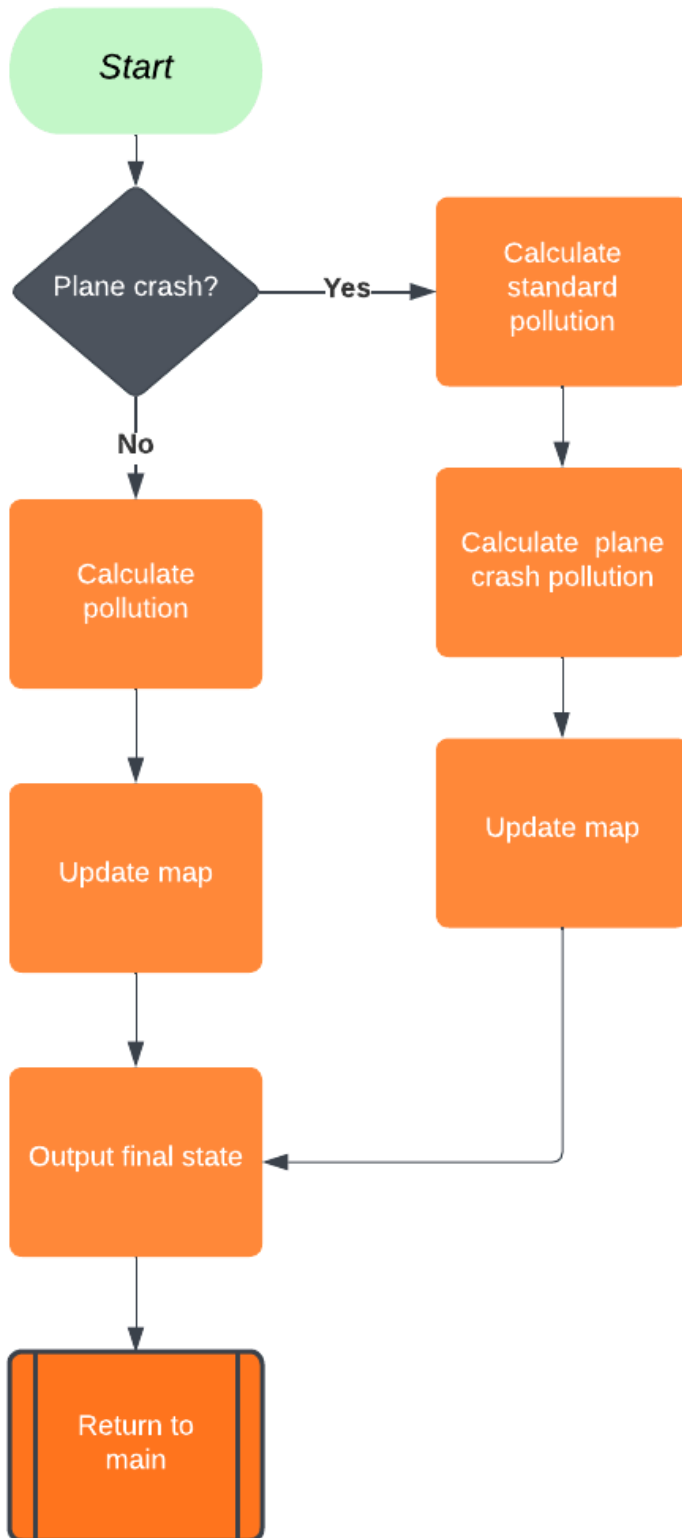 Start
Plane crash?
Yes
No
Calculate
standard
pollution
Calculate  plane
crash pollution
Update map
Calculate
pollution
Update map
Output final state
Return to
main